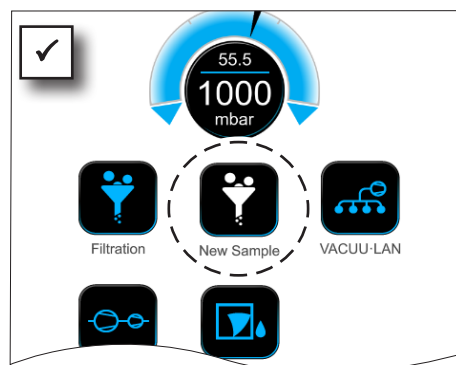 55.5
1000
mbar
Filtration
New Sample
VACUU·LAN